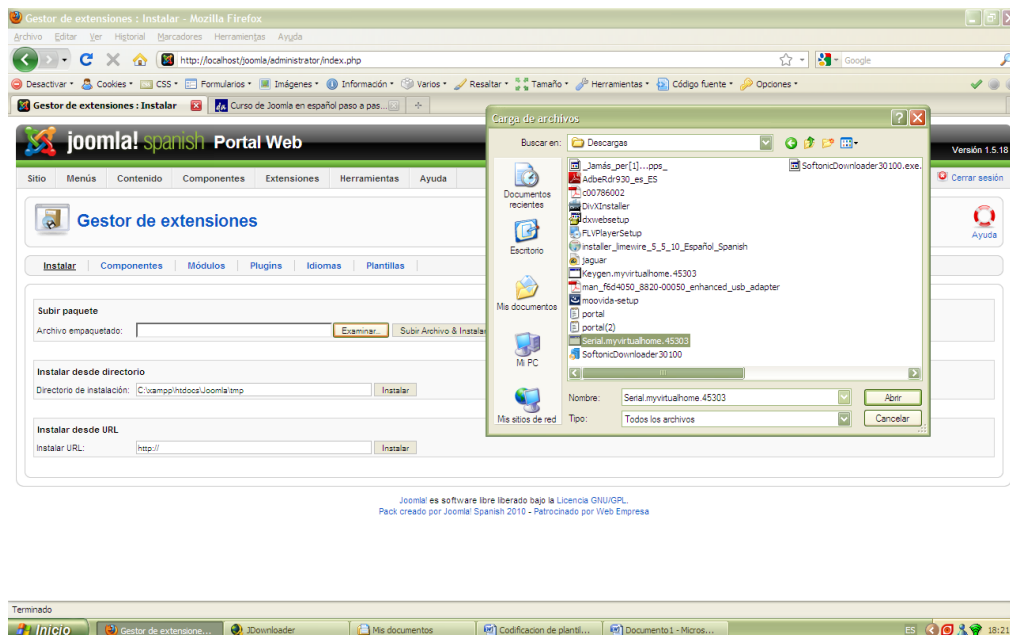 Gestor de extensiones : Instalar - Mozilla Firefox
Archivo Editar Ver Historial Marcadores Herramientas Ayuda
http://localhost/joomla/administrator/index.php
Google
Desactivar Cookies CSS Formularios Imágenes Información Varios Resaltar Tamaño Herramientas Código fuente Opciones
Gestor de extensiones : Instalar
Curso de Joomla en español paso a pas...
joomla! spanish Portal Web
Versión 1.5.18
Sitio Menús Contenido Componentes Extensiones Herramientas Ayuda
Cerrar sesión
Gestor de extensiones
Ayuda
Instalar Componentes Módulos Plugins Idiomas Plantillas
Subir paquete
Archivo empaquetado:
Examinar...
Subir Archivo & Instalar
Instalar desde directorio
Directorio de instalación: C:\xampp\htdocs\Joomla\tmp
Instalar
Instalar desde URL
Instalar URL: http://
Instalar
Carga de archivos
Buscar en: Descargas
Documentos recientes
Escritorio
Mis documentos
Mi PC
Mis sitios de red
_Jamás_per[1]...pps_
AdbeRdr930_es_ES
c00786002
DivXInstaller
dxwebsetup
FLVPlayerSetup
installer_limewire_5_5_10_Español_Spanish
jaguar
Keygen.myvirtualhome.45303
man_f6d4050_8820-00050_enhanced_usb_adapter
moovida-setup
portal
portal(2)
Serial.myvirtualhome.45303
SoftonicDownloader30100
SoftonicDownloader30100.exe.
Nombre: Serial.myvirtualhome.45303
Abrir
Tipo: Todos los archivos
Cancelar
Joomla! es software libre liberado bajo la Licencia GNU/GPL.
Pack creado por Joomla! Spanish 2010 - Patrocinado por Web Empresa
Terminado
Inicio
Gestor de extensione...
JDownloader
Mis documentos
Codificacion de plantil...
Documento1 - Micros...
ES
18:21